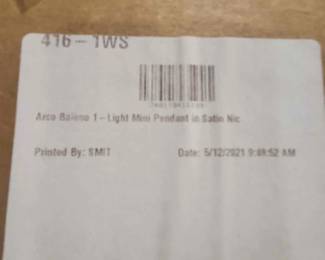 416-1WS
Arco Baleno 1-Light Mini Pendant in Satin Nic
Printed By: SMIT
Date: 5/12/2021 9:48:52 AM